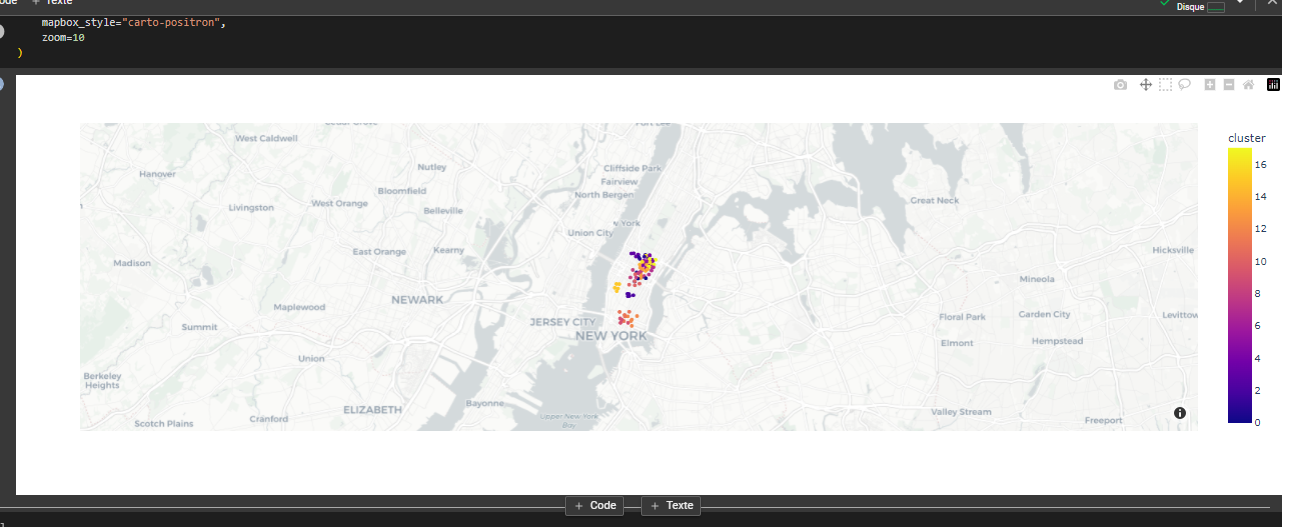 ode + Texte
Disque
mapbox_style="carto-positron",
zoom=10
)
cluster
16
14
12
10
8
6
4
2
0
West Caldwell
Hanover
Nutley
Cliffside Park
Fairview
Bloomfield
North Bergen
Livingston
West Orange
Belleville
Great Neck
York
Union City
East Orange
Kearny
Hicksville
Madison
Mineola
NEWARK
Maplewood
Floral Park
Garden City
Levittow
JERSEY CITY
Summit
NEW YORK
Elmont
Hempstead
Union
Berkeley
Heights
Bayonne
ELIZABETH
Valley Stream
Upper New York
Bay
Cranford
Freeport
Scotch Plains
+ Code
+ Texte